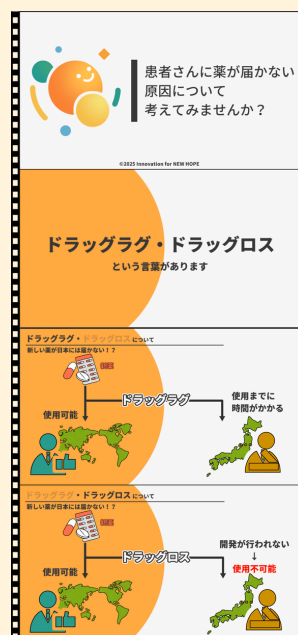 患者さんに薬が届かない
原因について
考えてみませんか？
©2025 Innovation for NEW HOPE
ドラッグラグ・ドラッグロス
という言葉があります
ドラッグラグ・ドラッグロスについて
新しい薬が日本には届かない！？
ドラッグラグ
使用可能
使用までに
時間がかかる
ドラッグラグ・ドラッグロスについて
新しい薬が日本には届かない！？
ドラッグロス
使用可能
開発が行われない
↓
使用不可能